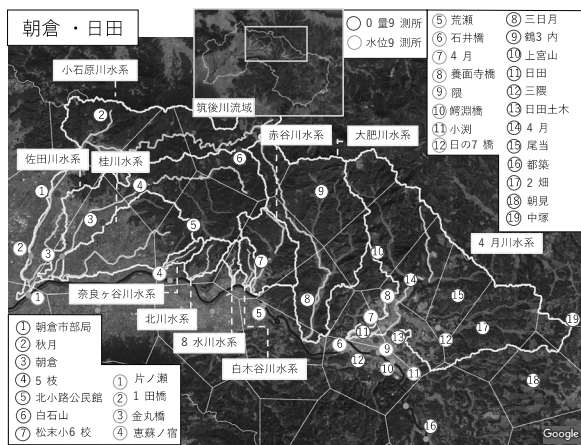 朝倉・日田
小石原川水系
佐田川水系
桂川水系
筑後川流域
赤谷川水系
大肥川水系
4 月川水系
奈良ヶ谷川水系
北川水系
8 水川水系
白木谷川水系
0 量9 測所
水位9 測所
⑤ 荒瀬
⑥ 石井橋
⑦ 4 月
⑧ 養面寺橋
⑨ 隈
⑩ 鰐淵橋
⑪ 小渕
⑫ 日の7 橋
⑧ 三日月
⑨ 鶴3 内
⑩ 上宮山
⑪ 日田
⑫ 三隈
⑬ 日田土木
⑭ 4 月
⑮ 尾当
⑯ 都築
⑰ 2 畑
⑱ 朝見
⑲ 中塚
① 朝倉市部局
② 秋月
③ 朝倉
④ 5 枝
⑤ 北小路公民館
⑥ 白石山
⑦ 松末小6 校
① 片ノ瀬
② 1 田橋
③ 金丸橋
④ 恵蘇ノ宿
Google